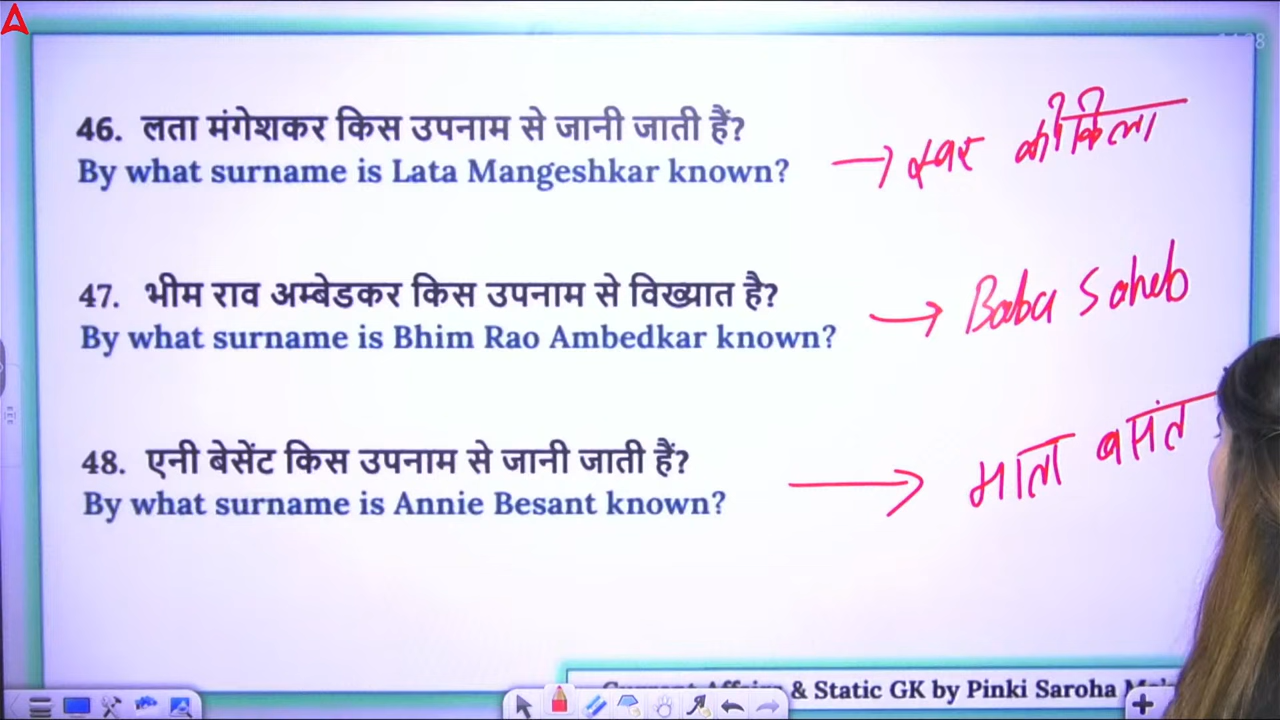 46. लता मंगेशकर किस उपनाम से जानी जाती हैं?
By what surname is Lata Mangeshkar known?
→ स्वर कोकिला
47. भीम राव अम्बेडकर किस उपनाम से विख्यात है?
By what surname is Bhim Rao Ambedkar known?
→ Baba Saheb
48. एनी बेसेंट किस उपनाम से जानी जाती हैं?
By what surname is Annie Besant known?
→ माता बसंत
& Static GK by Pinki Saroha